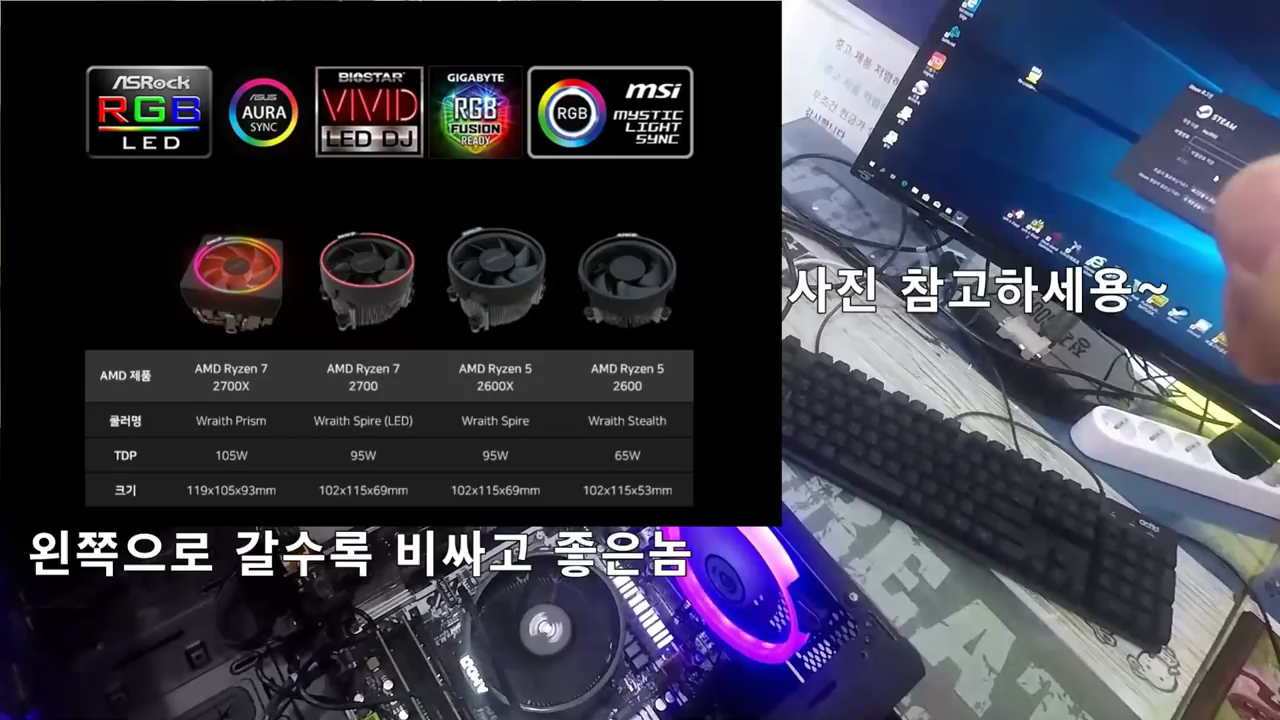 ASRock
RGB
LED
ASUS
AURA
SYNC
BIOSTAR
VIVID
LED DJ
GIGABYTE
RGB
FUSION
READY
RGB
msi
MYSTIC
LIGHT
SYNC
STEAM
사진 참고하세용~
AMD 제품
AMD Ryzen 7
2700X
AMD Ryzen 7
2700
AMD Ryzen 5
2600X
AMD Ryzen 5
2600
쿨러명
Wraith Prism
Wraith Spire (LED)
Wraith Spire
Wraith Stealth
TDP
105W
95W
95W
65W
크기
119x105x93mm
102x115x69mm
102x115x69mm
102x115x53mm
왼쪽으로 갈수록 비싸고 좋은놈